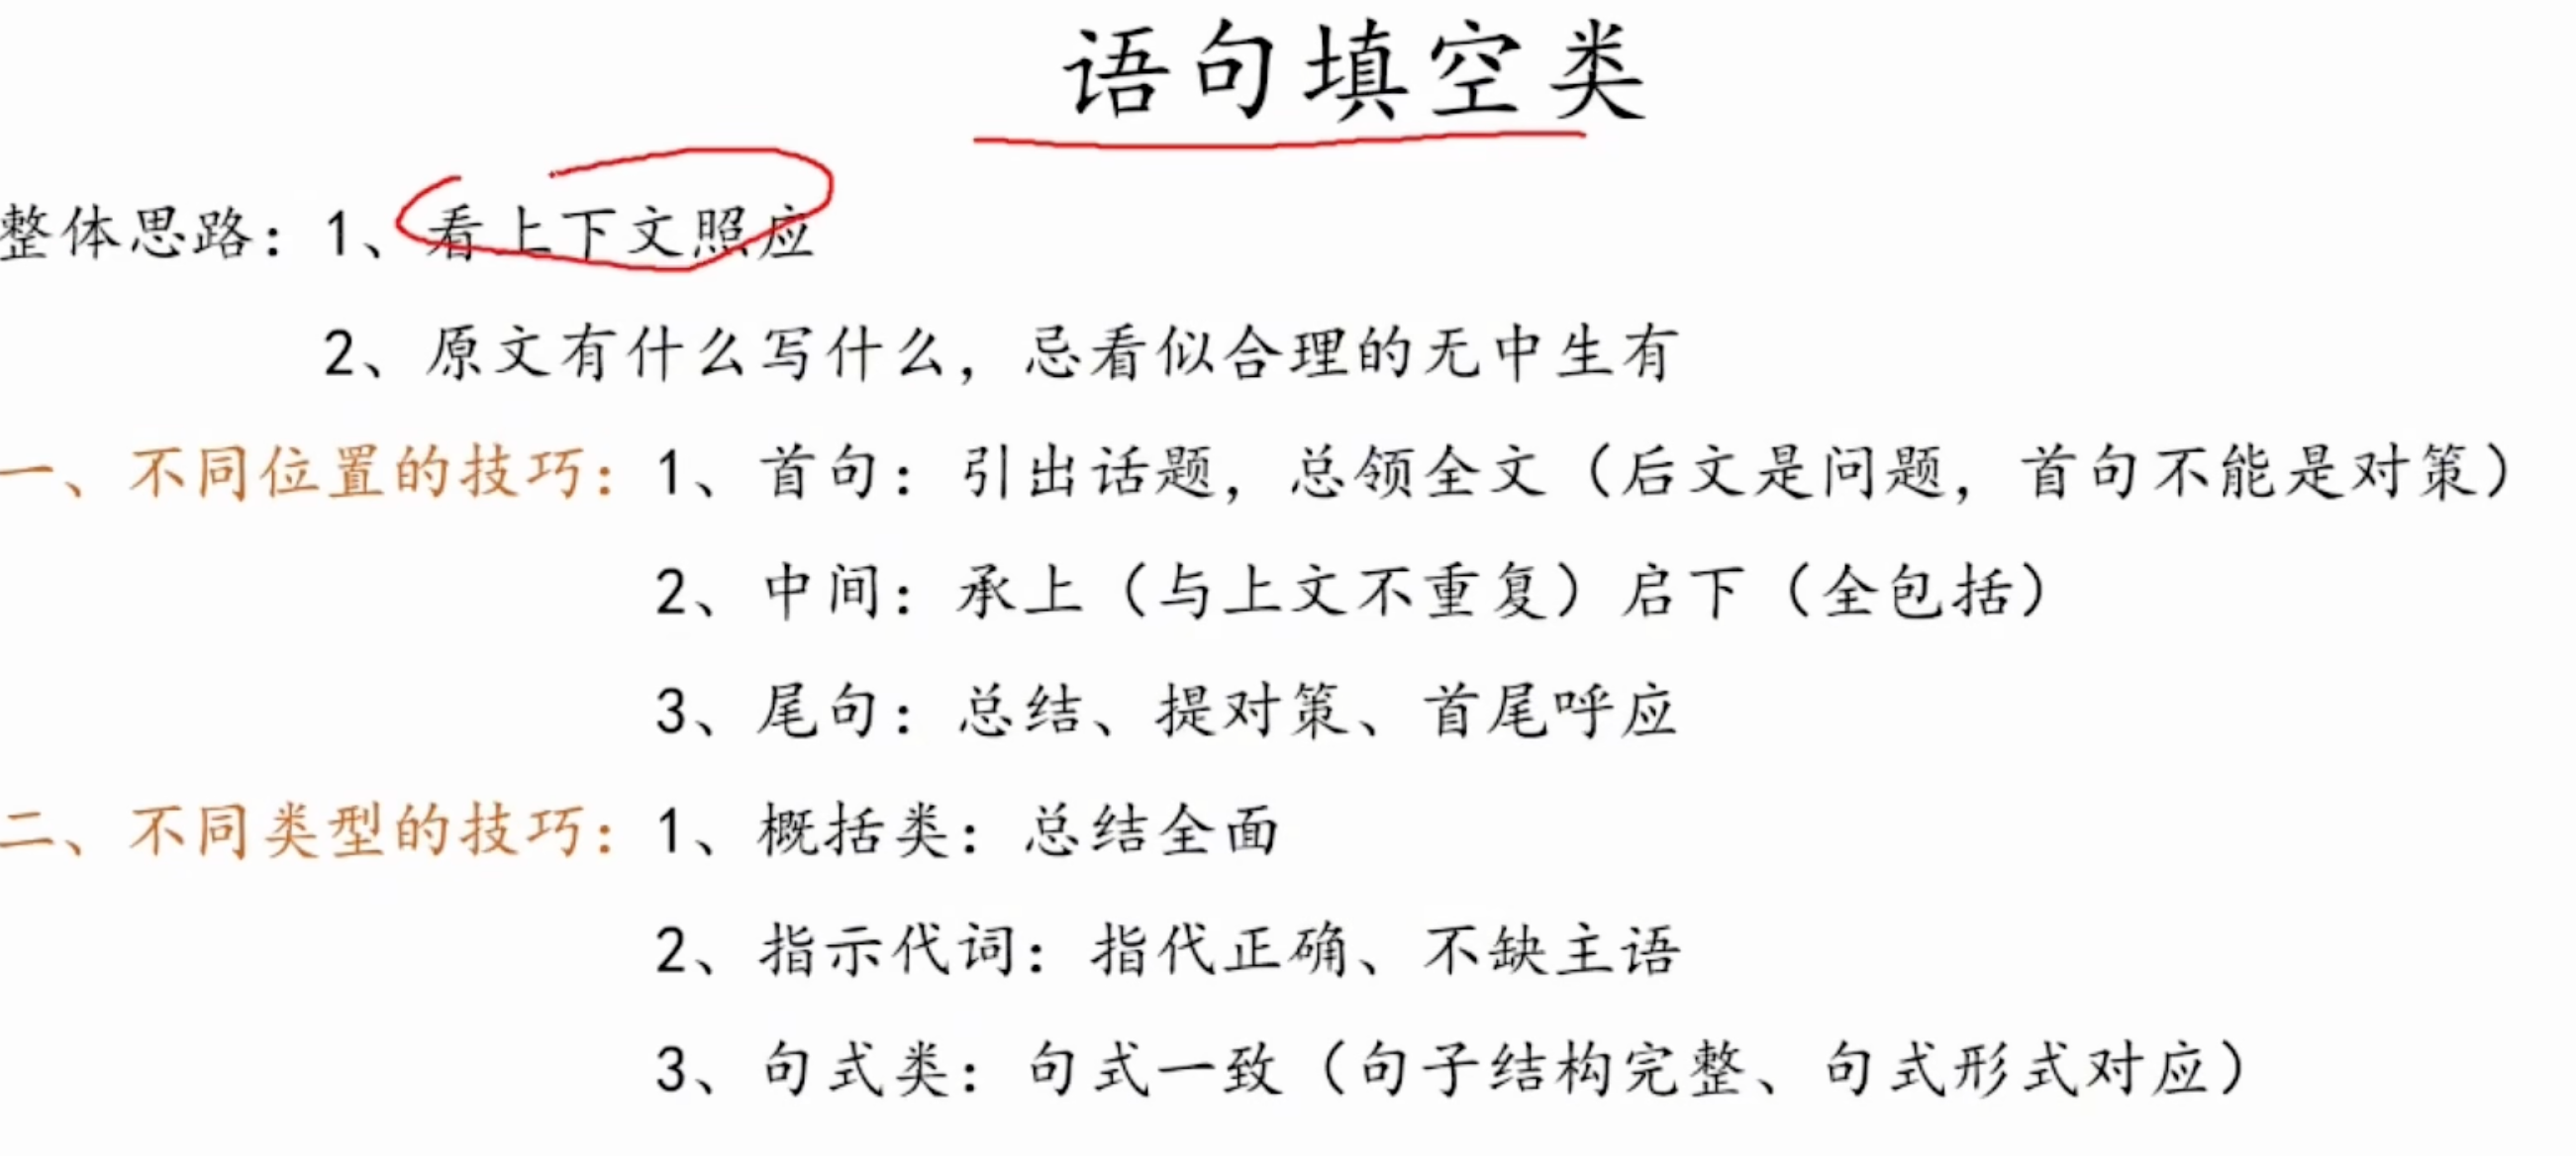 语句填空类
整体思路：1、看上下文照应
2、原文有什么写什么，忌看似合理的无中生有
一、不同位置的技巧：1、首句：引出话题，总领全文（后文是问题，首句不能是对策）
2、中间：承上（与上文不重复）启下（全包括）
3、尾句：总结、提对策、首尾呼应
二、不同类型的技巧：1、概括类：总结全面
2、指示代词：指代正确、不缺主语
3、句式类：句式一致（句子结构完整、句式形式对应）